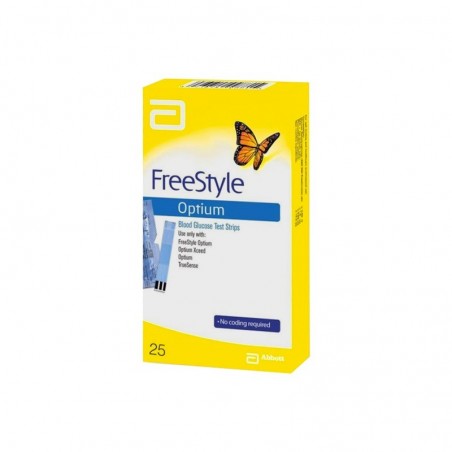 FreeStyle
Optium
Blood Glucose Test Strips
Use only with:
FreeStyle Optium
Optium Xceed
Optium
TrueSense
• No coding required
25
Abbott